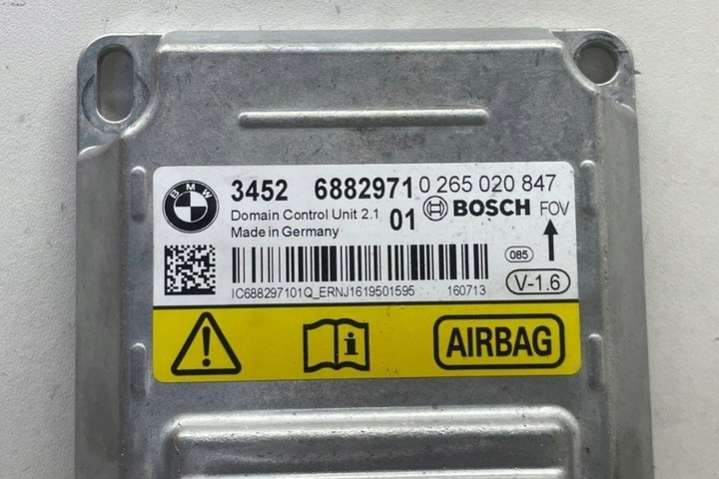 BMW
3452 6882971 0 265 020 847
Domain Control Unit 2.1 01 BOSCH FOV
Made in Germany
085
V-1.6
IC688297101Q_ERNJ1619501595 160713
AIRBAG